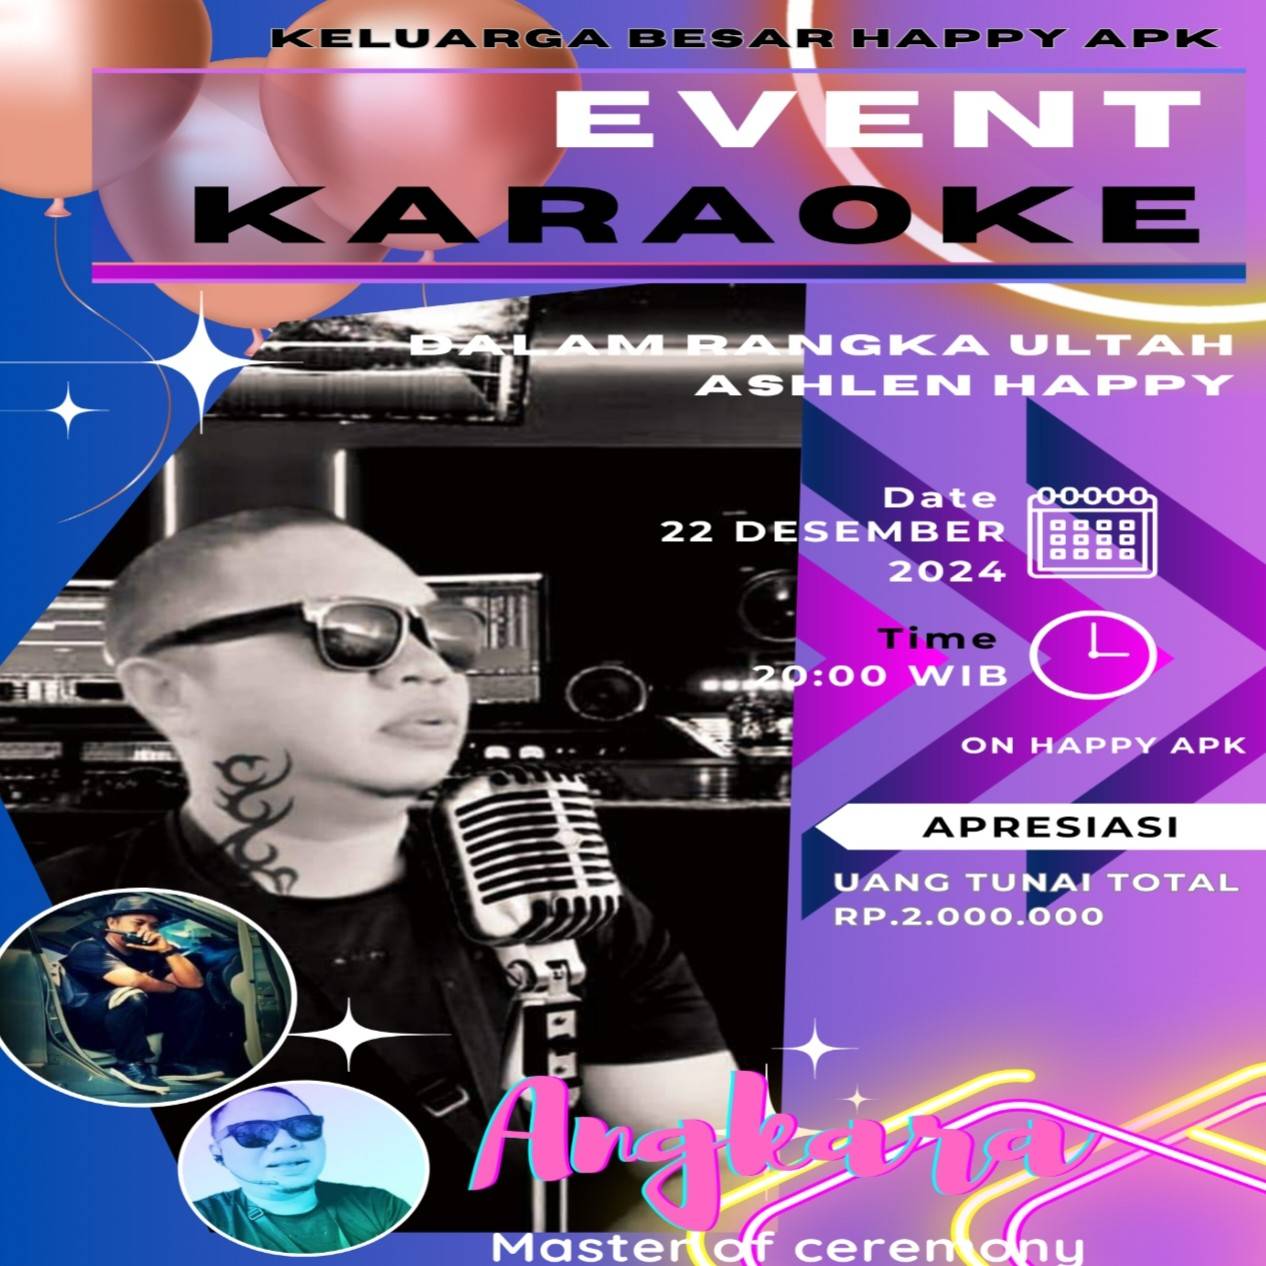 KELUARGA BESAR HAPPY APK
EVENT
KARAOKE
DALAM RANGKA ULTAH
ASHLEN HAPPY
Date
22 DESEMBER
2024
Time
20:00 WIB
ON HAPPY APK
APRESIASI
UANG TUNAI TOTAL
RP.2.000.000
Angkara
Master of ceremony